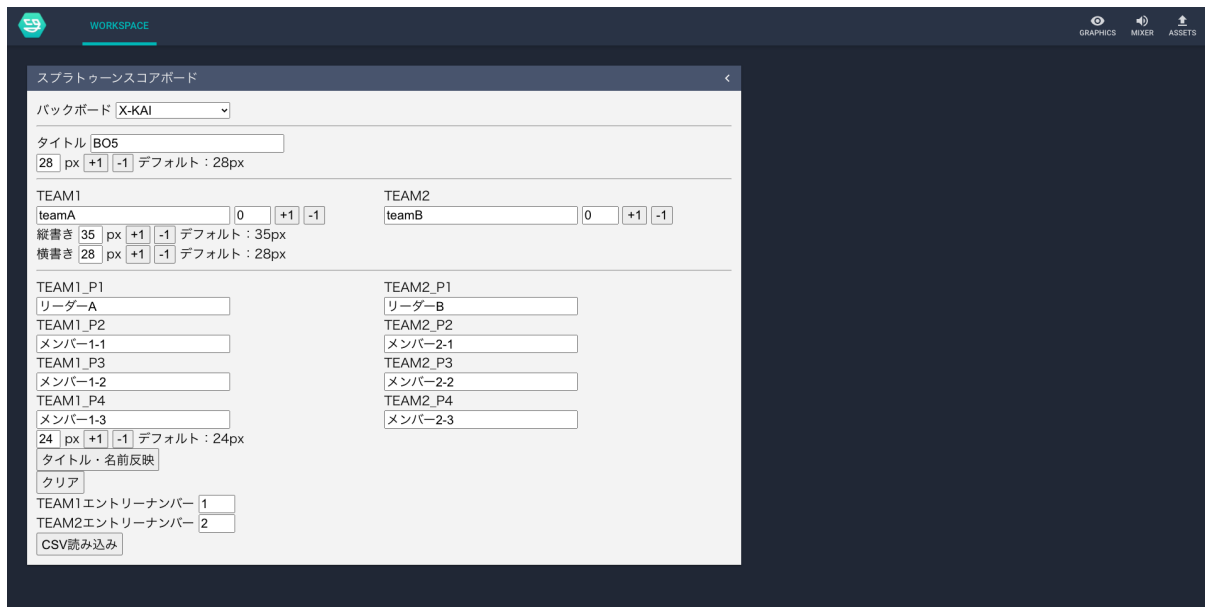 WORKSPACE
GRAPHICS MIXER ASSETS
スプラトゥーンスコアボード
バックボード X-KAI
タイトル BO5
28 px +1 -1 デフォルト：28px
TEAM1 TEAM2
teamA 0 +1 -1 teamB 0 +1 -1
縦書き 35 px +1 -1 デフォルト：35px
横書き 28 px +1 -1 デフォルト：28px
TEAM1_P1 TEAM2_P1
リーダーA リーダーB
TEAM1_P2 TEAM2_P2
メンバー1-1 メンバー2-1
TEAM1_P3 TEAM2_P3
メンバー1-2 メンバー2-2
TEAM1_P4 TEAM2_P4
メンバー1-3 メンバー2-3
24 px +1 -1 デフォルト：24px
タイトル・名前反映
クリア
TEAM1エントリーナンバー 1
TEAM2エントリーナンバー 2
CSV読み込み